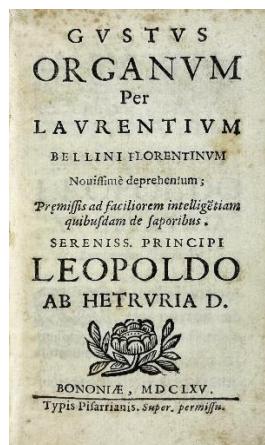 GVSTVS
ORGANVM
Per
LAVRENTIVM
BELLINI FLORENTINVM
Nouiſſimè deprehenſum;
Pręmiſſis ad faciliorem intelligẽtiam
quibuſdam de ſaporibus.
SERENISS. PRINCIPI
LEOPOLDO
AB HETRVRIA D.
BONONIÆ, MDCLXV.
Typis Piſarrianis. Super. permiſſu.